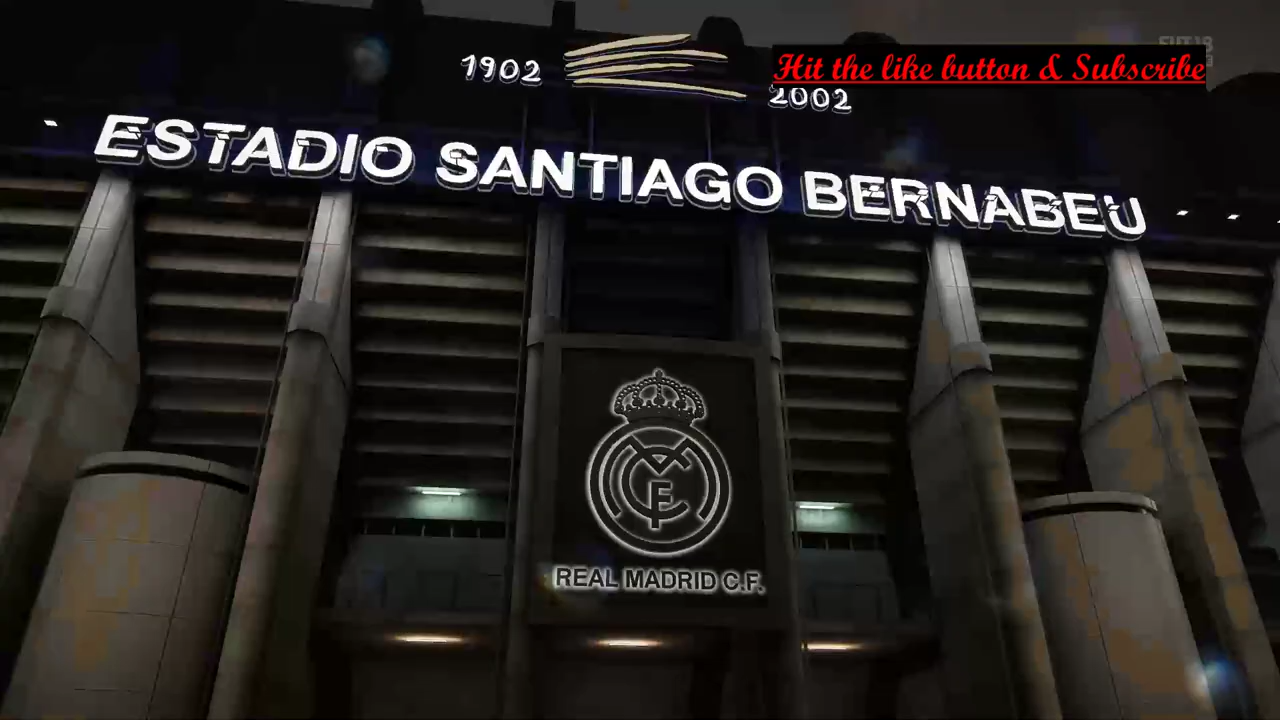 1902
Hit the like button & Subscribe
2002
ESTADIO SANTIAGO BERNABEU
REAL MADRID C.F.